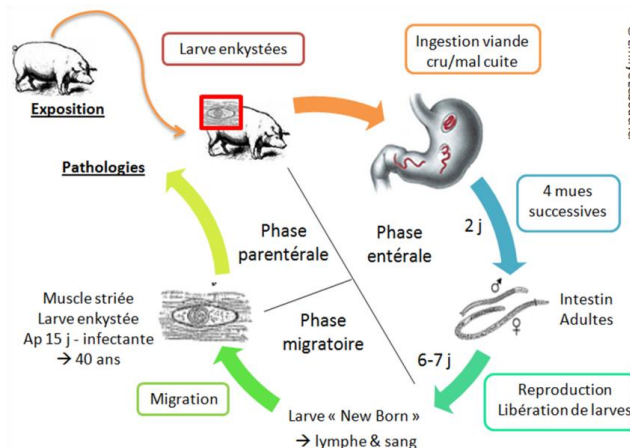 Larve enkystées
Ingestion viande
cru/mal cuite
Exposition
Pathologies
4 mues
successives
2 j
Phase
parentérale
Phase
entérale
Muscle striée
Larve enkystée
Ap 15 j - infectante
→ 40 ans
Phase
migratoire
♂
♀
Intestin
Adultes
6-7 j
Migration
Reproduction
Libération de larves
Larve « New Born »
→ lymphe & sang